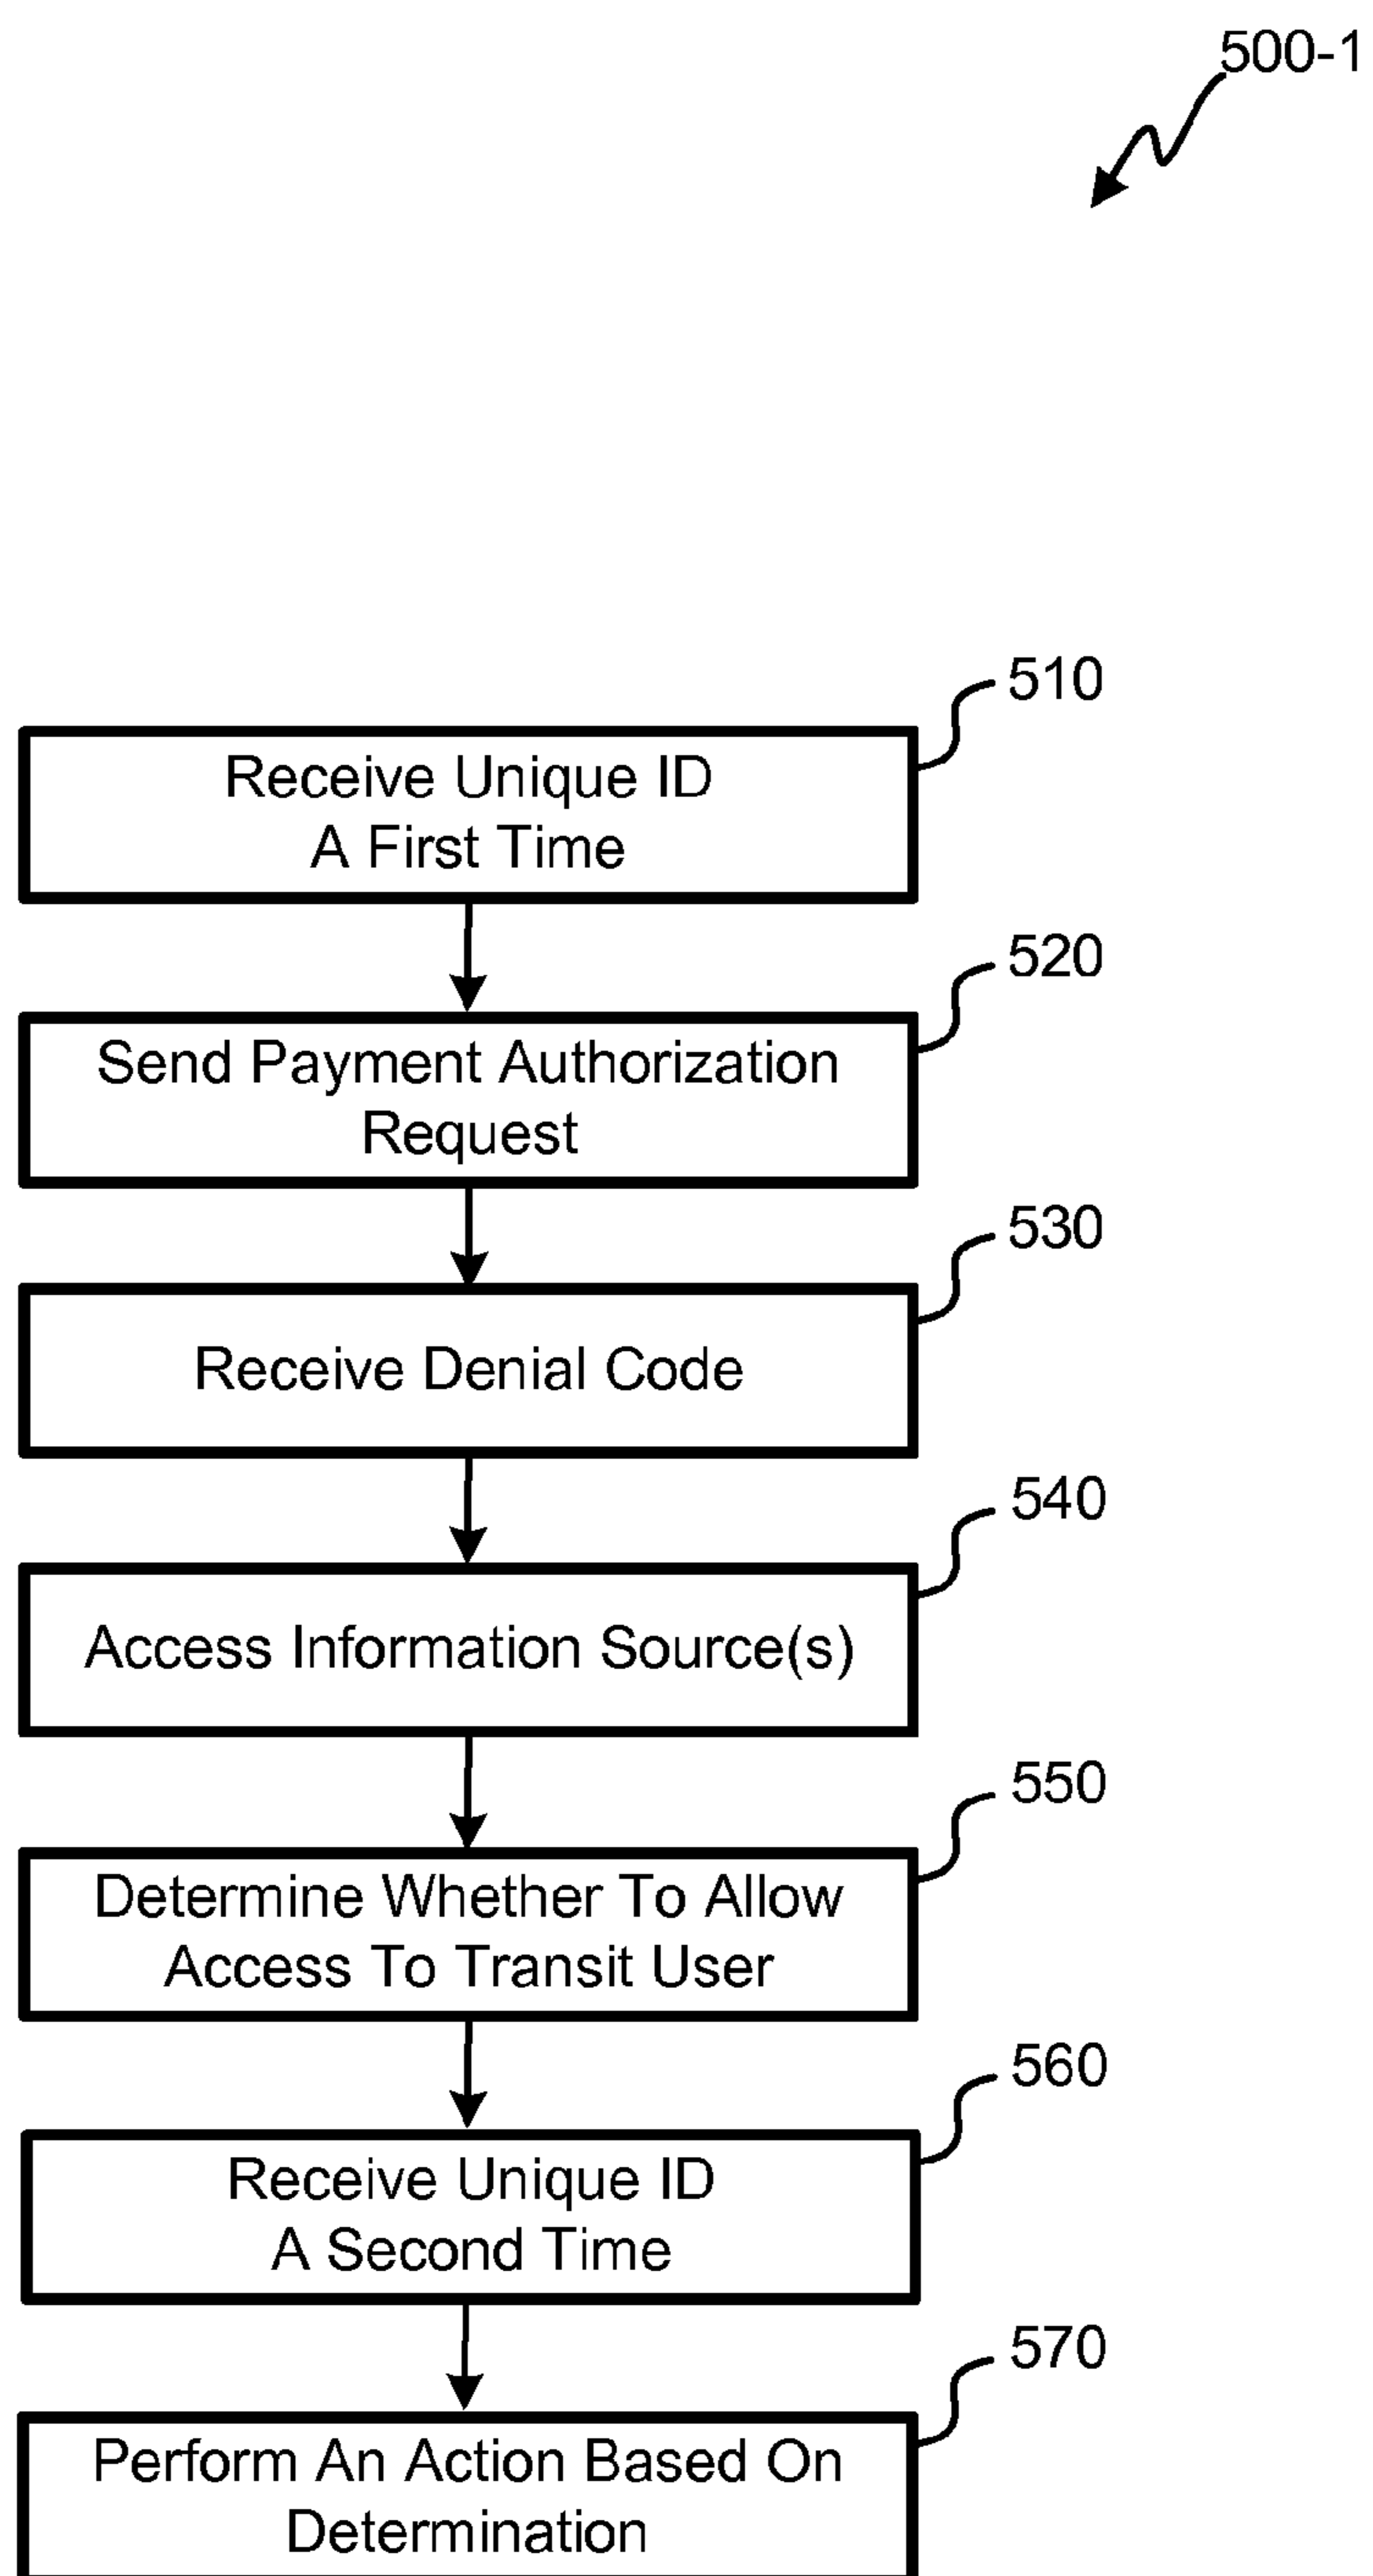 500-1
510
Receive Unique ID
A First Time
520
Send Payment Authorization
Request
530
Receive Denial Code
540
Access Information Source(s)
550
Determine Whether To Allow
Access To Transit User
560
Receive Unique ID
A Second Time
570
Perform An Action Based On
Determination